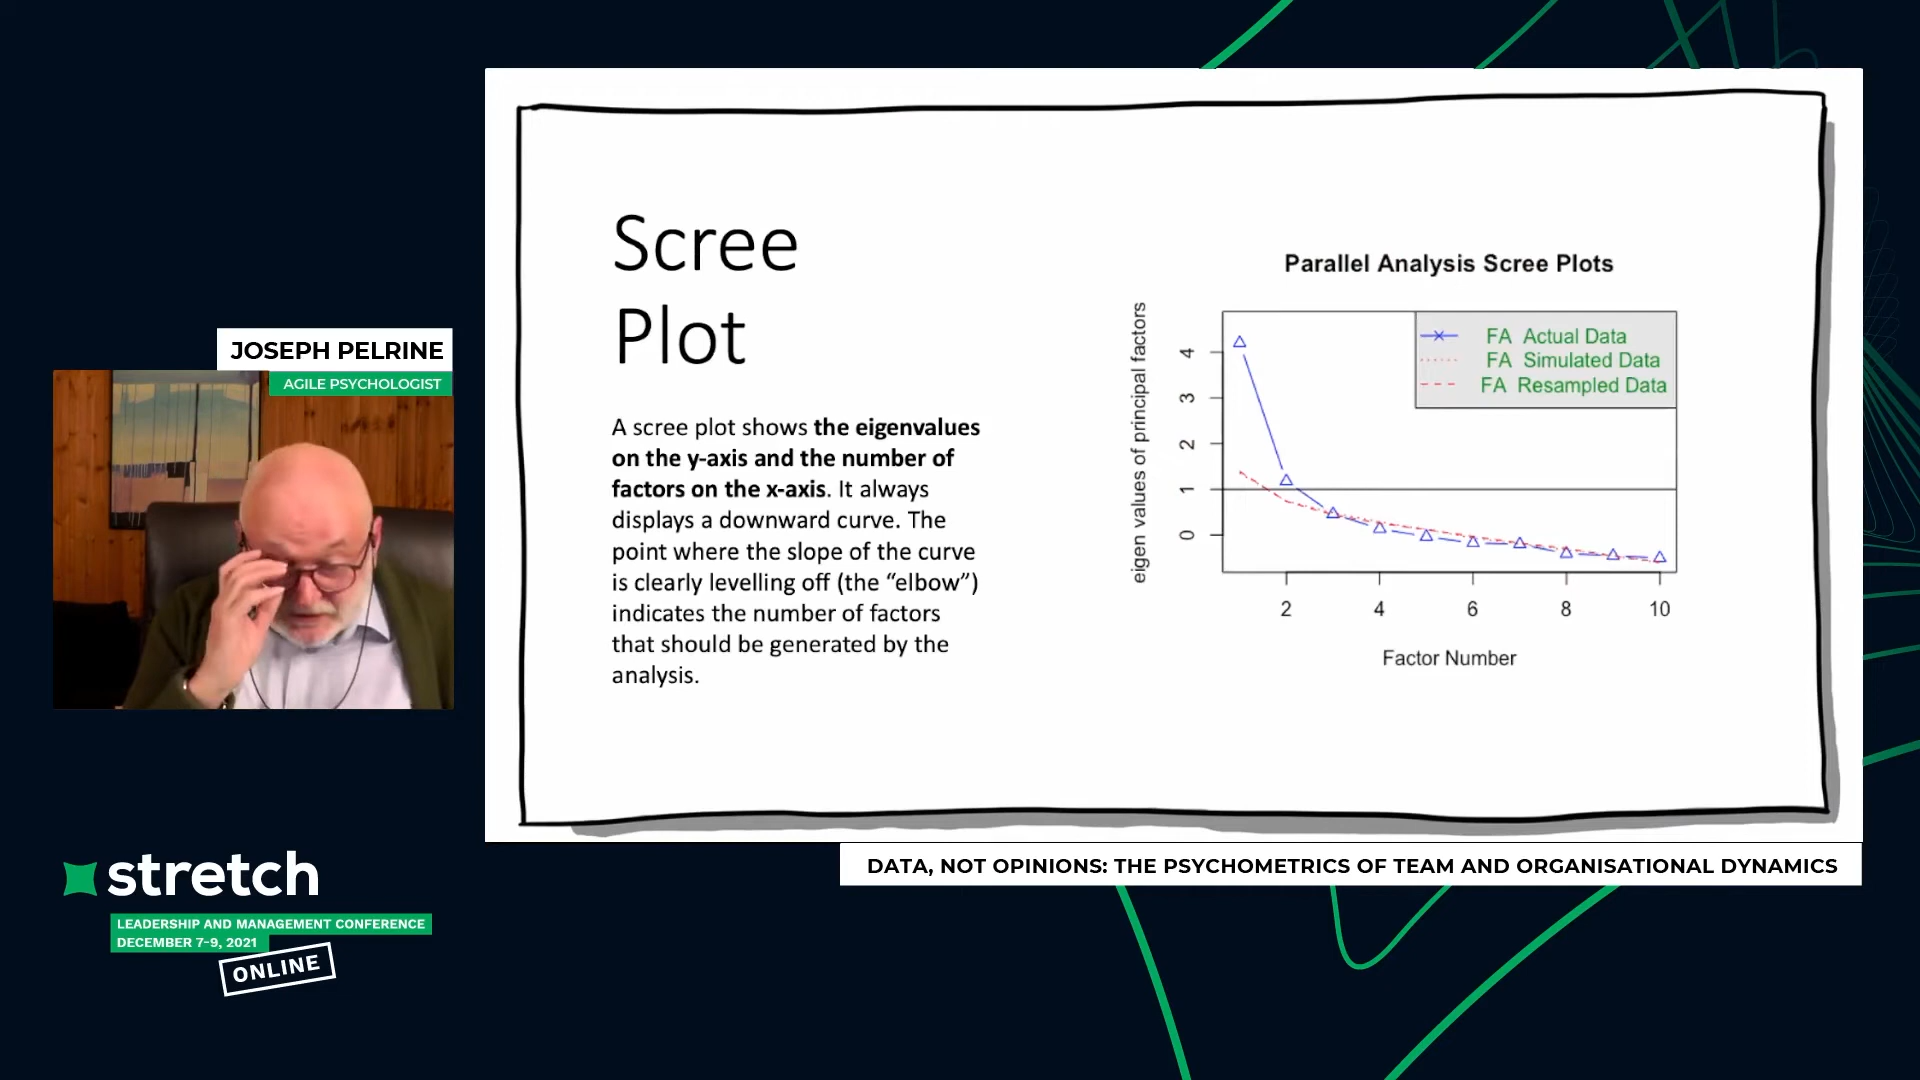 JOSEPH PELRINE
AGILE PSYCHOLOGIST
Scree
Plot
A scree plot shows the eigenvalues
on the y-axis and the number of
factors on the x-axis. It always
displays a downward curve. The
point where the slope of the curve
is clearly levelling off (the “elbow”)
indicates the number of factors
that should be generated by the
analysis.
Parallel Analysis Scree Plots
eigen values of principal factors
4
3
2
1
0
FA Actual Data
FA Simulated Data
FA Resampled Data
2 4 6 8 10
Factor Number
DATA, NOT OPINIONS: THE PSYCHOMETRICS OF TEAM AND ORGANISATIONAL DYNAMICS
stretch
LEADERSHIP AND MANAGEMENT CONFERENCE
DECEMBER 7-9, 2021
ONLINE